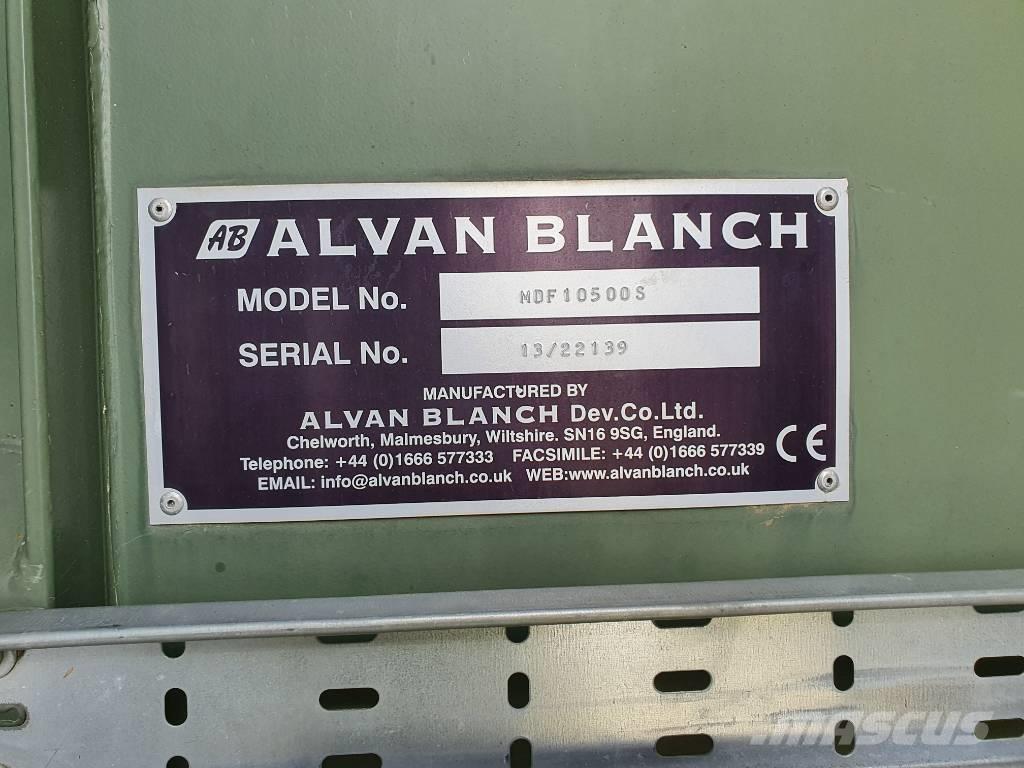 AB ALVAN BLANCH
MODEL No. MDF10500S
SERIAL No. 13/22139
MANUFACTURED BY
ALVAN BLANCH Dev.Co.Ltd.
Chelworth, Malmesbury, Wiltshire. SN16 9SG, England.
Telephone: +44 (0)1666 577333 FACSIMILE: +44 (0)1666 577339
EMAIL: info@alvanblanch.co.uk WEB:www.alvanblanch.co.uk
CE
MASCUS